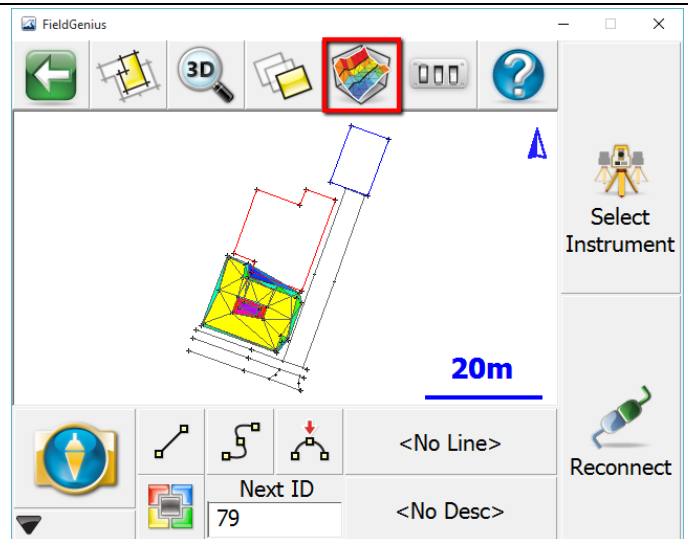 FieldGenius
3D
Select
Instrument
20m
<No Line>
Reconnect
Next ID
79
<No Desc>